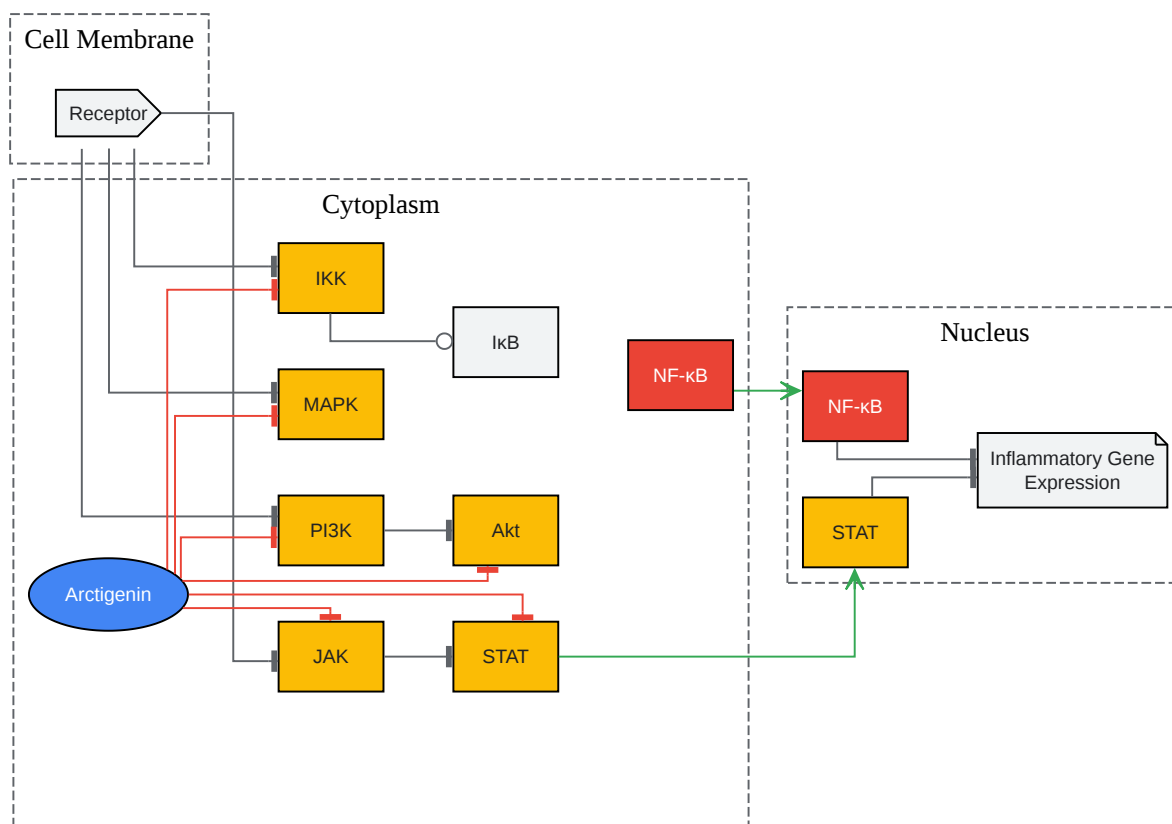 Cell Membrane
Receptor
Cytoplasm
IKK
IκB
MAPK
NF-κB
PI3K
Akt
Arctigenin
JAK
STAT
Nucleus
NF-κB
Inflammatory Gene
Expression
STAT